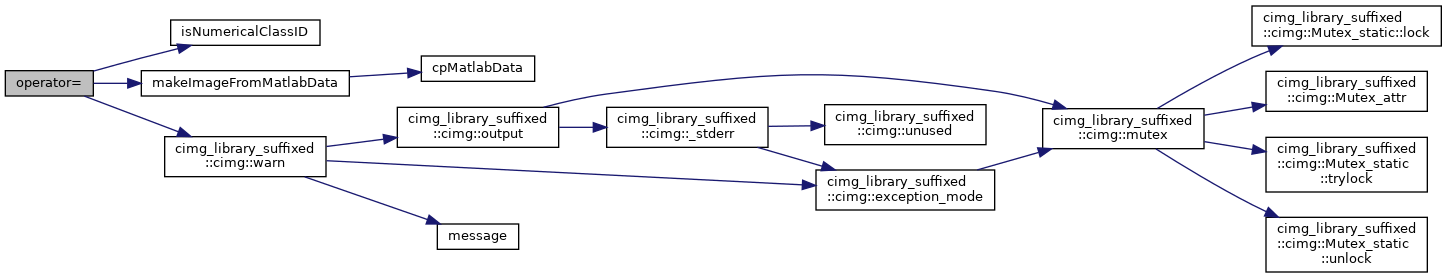 operator=
isNumericalClassID
makeImageFromMatlabData
cpMatlabData
cimg_library_suffixed
::cimg::warn
cimg_library_suffixed
::cimg::output
cimg_library_suffixed
::cimg::_stderr
cimg_library_suffixed
::cimg::unused
cimg_library_suffixed
::cimg::exception_mode
message
cimg_library_suffixed
::cimg::mutex
cimg_library_suffixed
::cimg::Mutex_static::lock
cimg_library_suffixed
::cimg::Mutex_attr
cimg_library_suffixed
::cimg::Mutex_static
::trylock
cimg_library_suffixed
::cimg::Mutex_static
::unlock